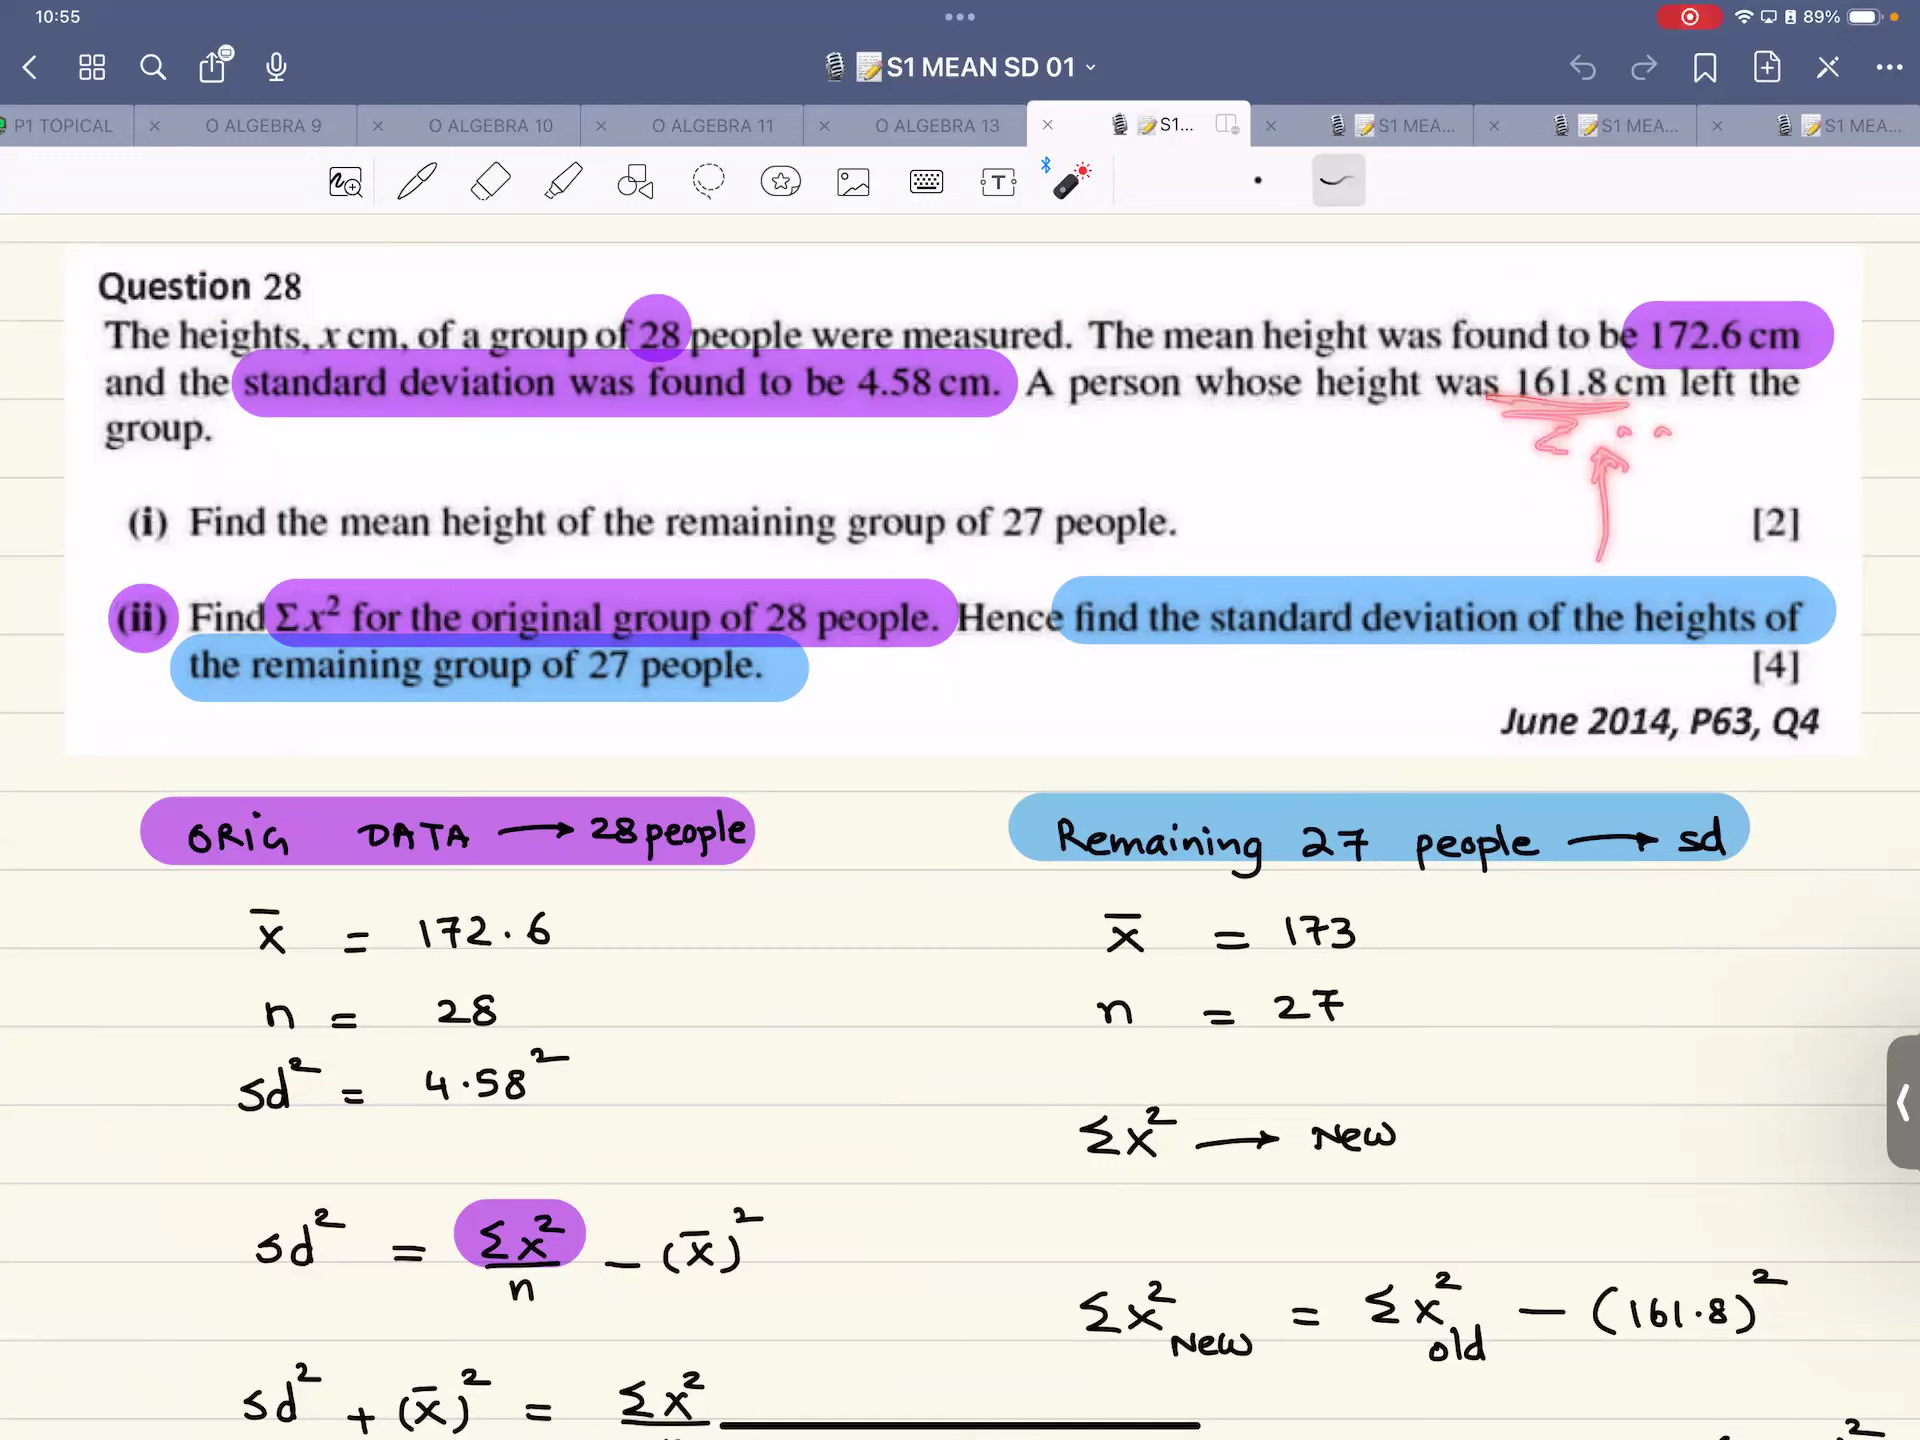 10:55
89%
S1 MEAN SD 01
P1 TOPICAL
O ALGEBRA 9
O ALGEBRA 10
O ALGEBRA 11
O ALGEBRA 13
S1...
S1 MEA...
S1 MEA...
S1 MEA...
Question 28
The heights, x cm, of a group of 28 people were measured. The mean height was found to be 172.6 cm
and the standard deviation was found to be 4.58 cm. A person whose height was 161.8 cm left the
group.
(i) Find the mean height of the remaining group of 27 people. [2]
(ii) Find Σx² for the original group of 28 people. Hence find the standard deviation of the heights of
the remaining group of 27 people. [4]
June 2014, P63, Q4
ORIG DATA → 28 people
x̄ = 172.6
n = 28
sd² = 4.58²
sd² = Σx²/n − (x̄)²
sd² + (x̄)² = Σx²
Remaining 27 people → sd
x̄ = 173
n = 27
Σx² → New
Σx² New = Σx² old − (161.8)²